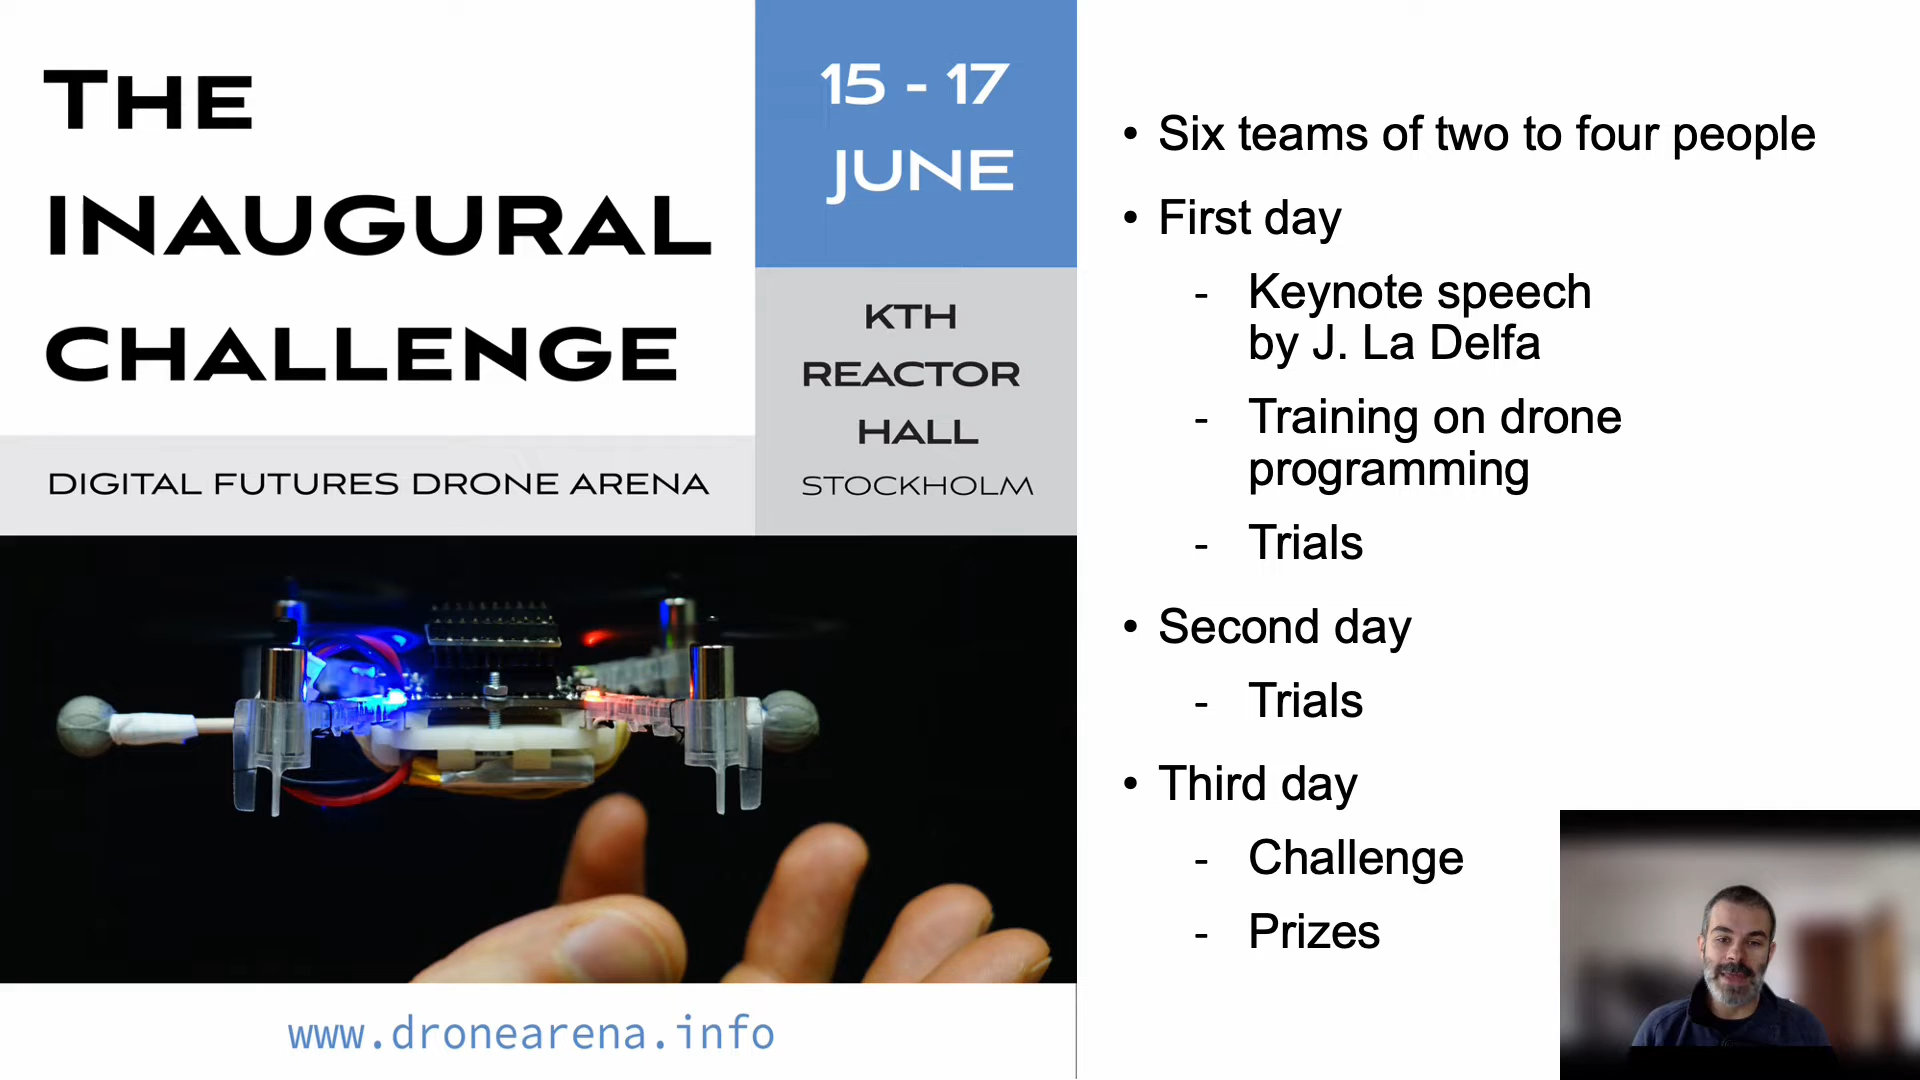 THE
INAUGURAL
CHALLENGE
DIGITAL FUTURES DRONE ARENA
15 - 17
JUNE
KTH
REACTOR
HALL
STOCKHOLM
www.dronearena.info
• Six teams of two to four people
• First day
- Keynote speech
by J. La Delfa
- Training on drone
programming
- Trials
• Second day
- Trials
• Third day
- Challenge
- Prizes